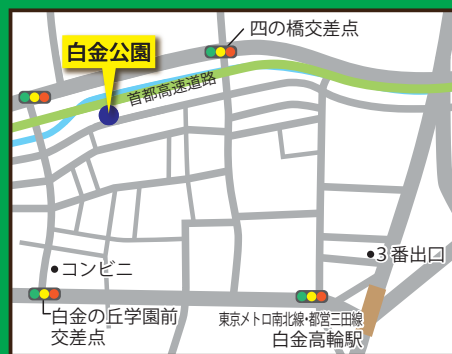 四の橋交差点
白金公園
首都高速道路
●3番出口
●コンビニ
白金の丘学園前
交差点
東京メトロ南北線・都営三田線
白金高輪駅